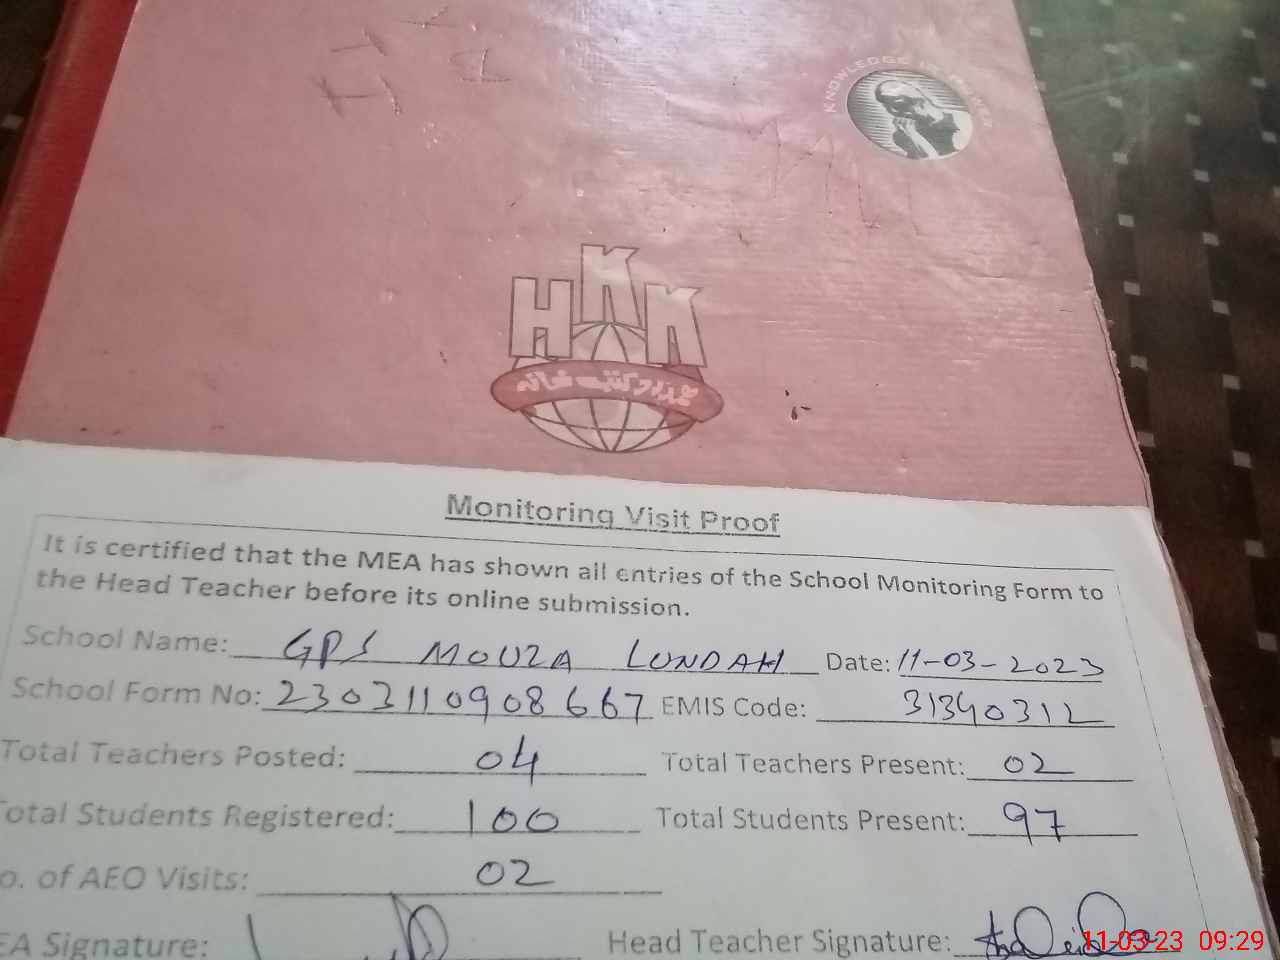 KNOWLEDGE IS POWER
HKK
ہمدرد کتب خانہ
Monitoring Visit Proof
It is certified that the MEA has shown all entries of the School Monitoring Form to
the Head Teacher before its online submission.
School Name: GPS MOUZA LUNDAH Date: 11-03-2023
School Form No: 2303110908667 EMIS Code: 31340312
Total Teachers Posted: 04 Total Teachers Present: 02
Total Students Registered: 100 Total Students Present: 97
o. of AEO Visits: 02
EA Signature: Head Teacher Signature:
11-03-23 09:29